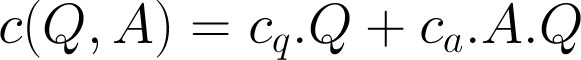 c(Q, A) = c_q.Q + c_a.A.Q